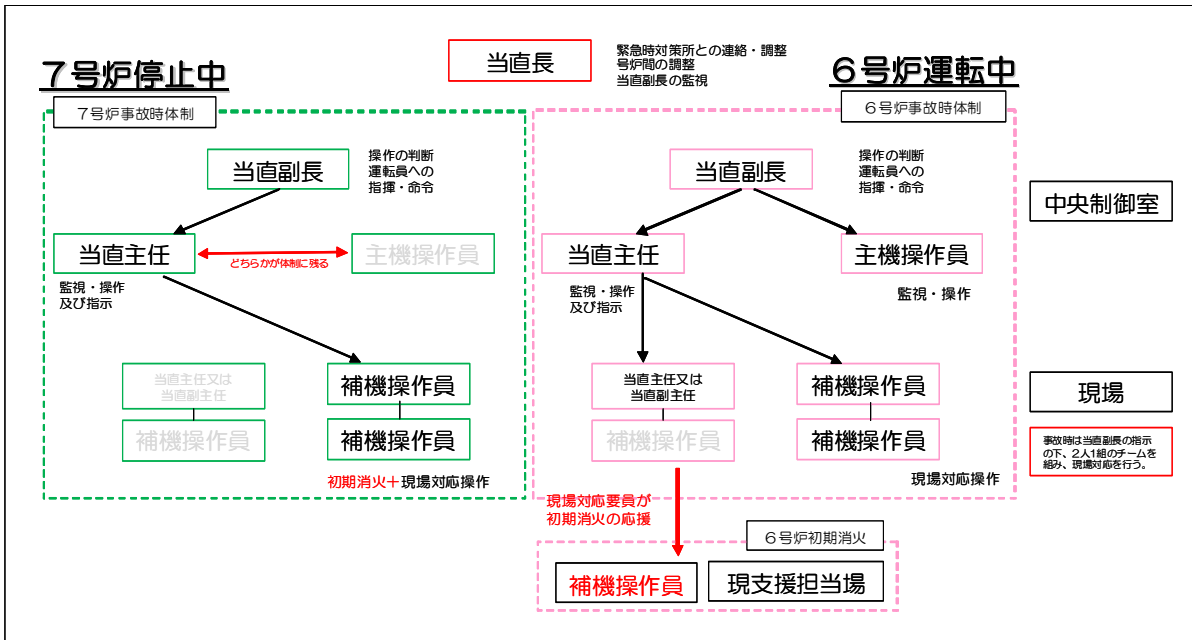 当直長
緊急時対策所との連絡・調整
号炉間の調整
当直副長の監視
７号炉停止中
６号炉運転中
７号炉事故時体制
当直副長
操作の判断
運転員への
指揮・命令
当直主任
どちらかが体制に残る
主機操作員
監視・操作
及び指示
当直主任又は
当直副主任
補機操作員
補機操作員
補機操作員
初期消火＋現場対応操作
６号炉事故時体制
当直副長
操作の判断
運転員への
指揮・命令
当直主任
主機操作員
監視・操作
及び指示
監視・操作
当直主任又は
当直副主任
補機操作員
補機操作員
補機操作員
現場対応操作
現場対応要員が
初期消火の応援
６号炉初期消火
補機操作員
現支援担当場
中央制御室
現場
事故時は当直副長の指示
の下、２人１組のチームを
組み、現場対応を行う。